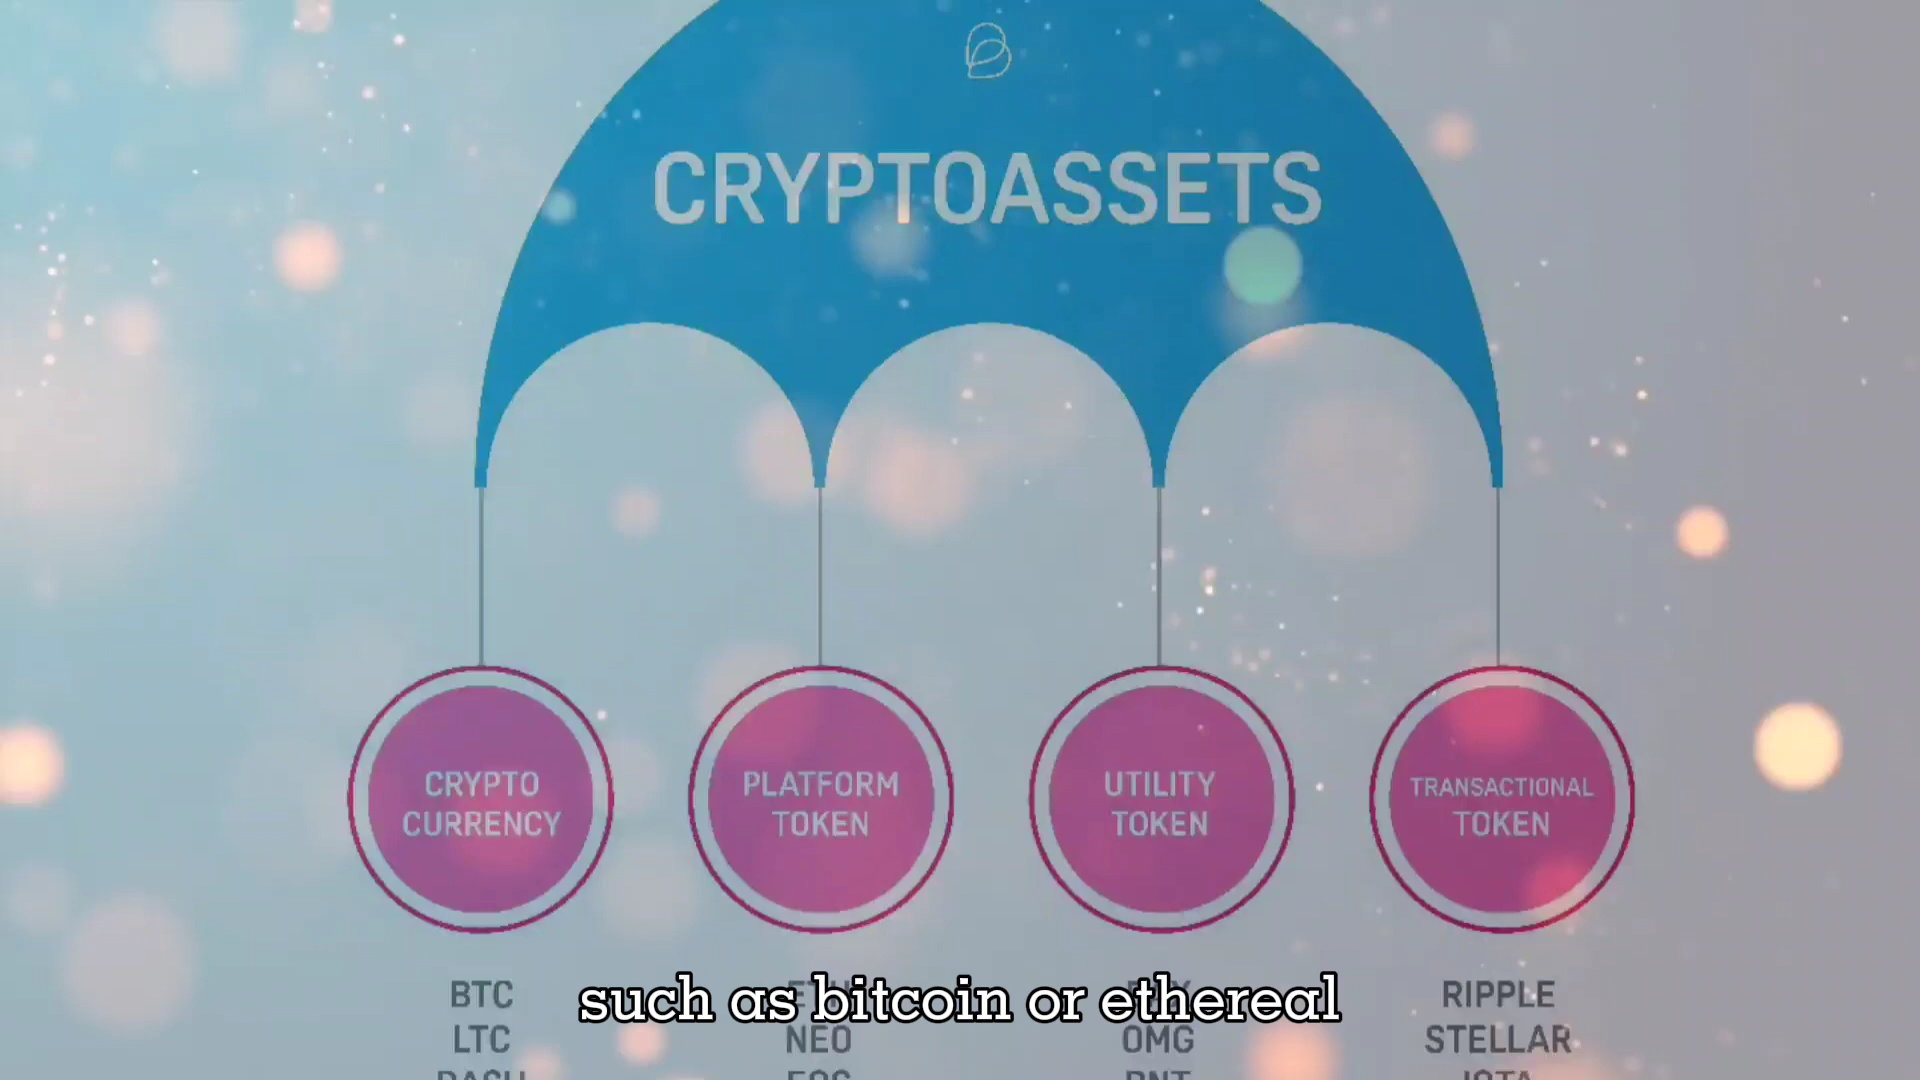 CRYPTOASSETS
CRYPTO
CURRENCY
PLATFORM
TOKEN
UTILITY
TOKEN
TRANSACTIONAL
TOKEN
BTC
LTC
NEO
OMG
RIPPLE
STELLAR
such as bitcoin or ethereal